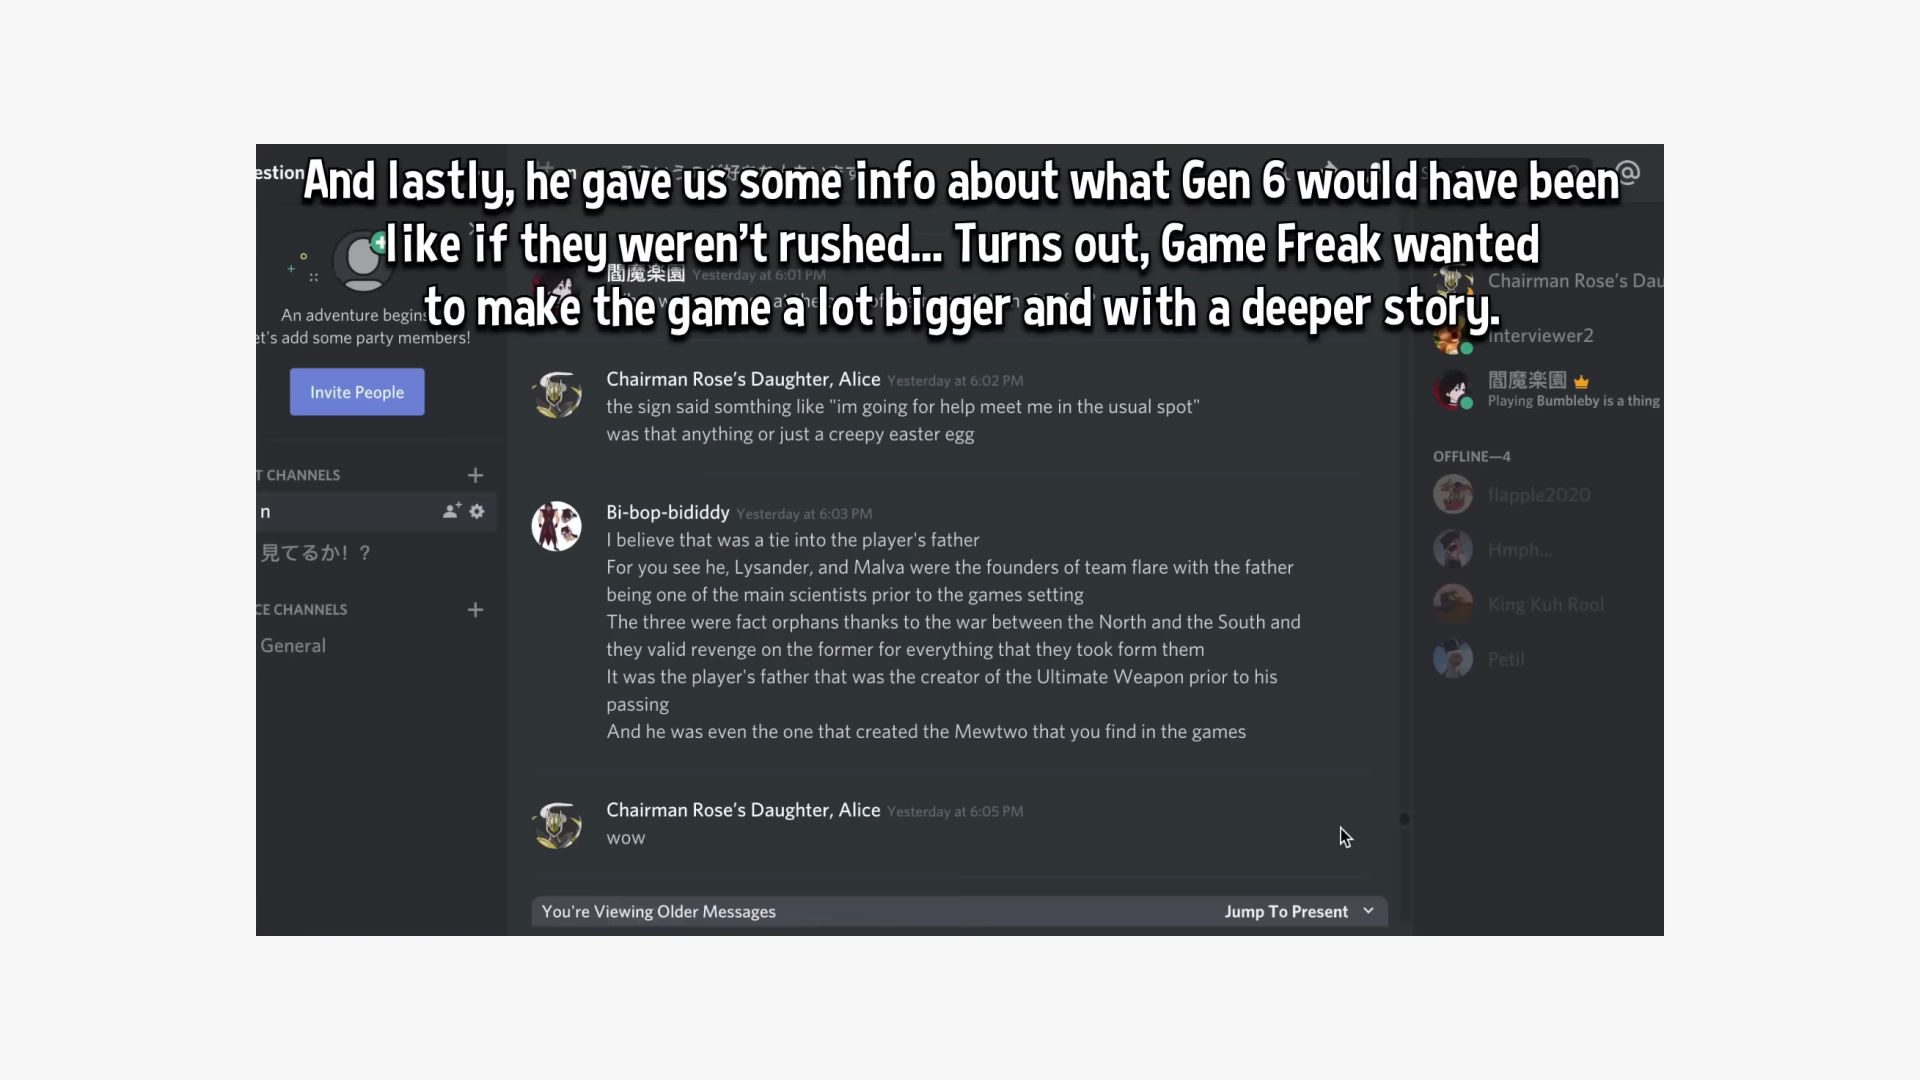 And lastly, he gave us some info about what Gen 6 would have been
like if they weren't rushed... Turns out, Game Freak wanted
to make the game a lot bigger and with a deeper story.
estion
An adventure begins
et's add some party members!
Invite People
T CHANNELS
n
見てるか！？
CE CHANNELS
General
閻魔楽園 Yesterday at 6:01 PM
Chairman Rose's Daughter, Alice Yesterday at 6:02 PM
the sign said somthing like "im going for help meet me in the usual spot"
was that anything or just a creepy easter egg
Bi-bop-bididdy Yesterday at 6:03 PM
I believe that was a tie into the player's father
For you see he, Lysander, and Malva were the founders of team flare with the father
being one of the main scientists prior to the games setting
The three were fact orphans thanks to the war between the North and the South and
they valid revenge on the former for everything that they took form them
It was the player's father that was the creator of the Ultimate Weapon prior to his
passing
And he was even the one that created the Mewtwo that you find in the games
Chairman Rose's Daughter, Alice Yesterday at 6:05 PM
wow
You're Viewing Older Messages Jump To Present
Chairman Rose's Dau
Interviewer2
閻魔楽園
Playing Bumbleby is a thing
OFFLINE—4
flapple2020
Hmph...
King Kuh Rool
Petil